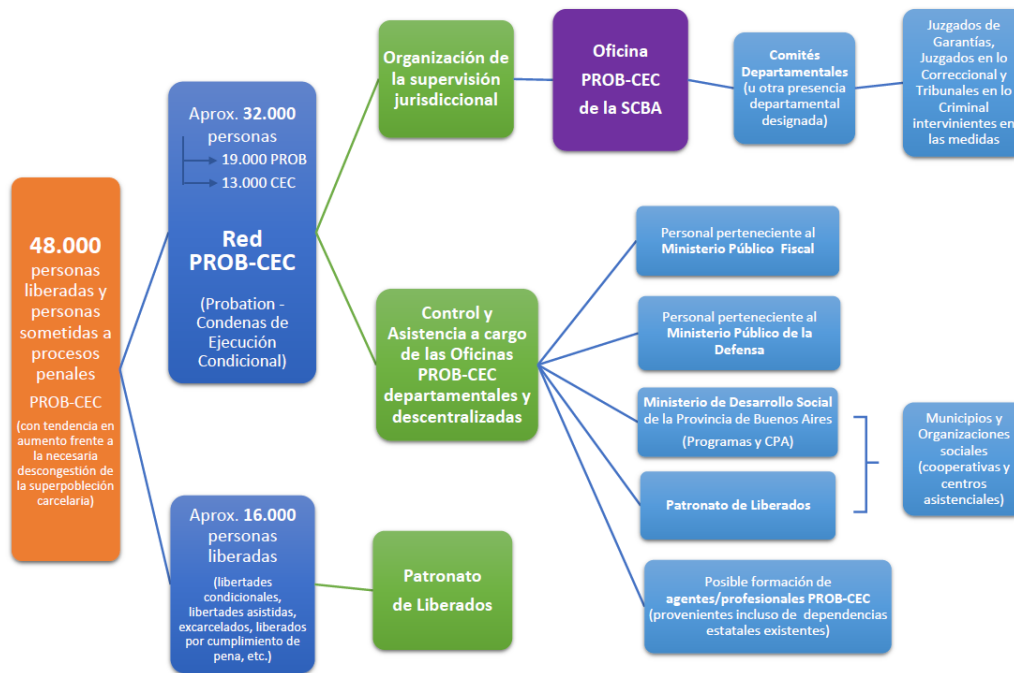 48.000
personas
liberadas y
personas
sometidas a
procesos
penales
PROB-CEC
(con tendencia en
aumento frente a
la necesaria
descongestión de
la superpobleción
carcelaria)
Aprox. 32.000
personas
19.000 PROB
13.000 CEC
Red
PROB-CEC
(Probation -
Condenas de
Ejecución
Condicional)
Aprox. 16.000
personas
liberadas
(libertades
condicionales,
libertades asistidas,
excarcelados, liberados
por cumplimiento de
pena, etc.)
Organización de
la supervisión
jurisdiccional
Control y
Asistencia a cargo
de las Oficinas
PROB-CEC
departamentales y
descentralizadas
Patronato
de Liberados
Oficina
PROB-CEC
de la SCBA
Comités
Departamentales
(u otra presencia
departamental
designada)
Juzgados de
Garantías,
Juzgados en lo
Correccional y
Tribunales en lo
Criminal
intervinientes en
las medidas
Personal perteneciente al
Ministerio Público Fiscal
Personal perteneciente al
Ministerio Público de la
Defensa
Ministerio de Desarrollo Social
de la Provincia de Buenos Aires
(Programas y CPA)
Patronato de Liberados
Posible formación de
agentes/profesionales PROB-CEC
(provenientes incluso de dependencias
estatales existentes)
Municipios y
Organizaciones
sociales
(cooperativas y
centros
asistenciales)